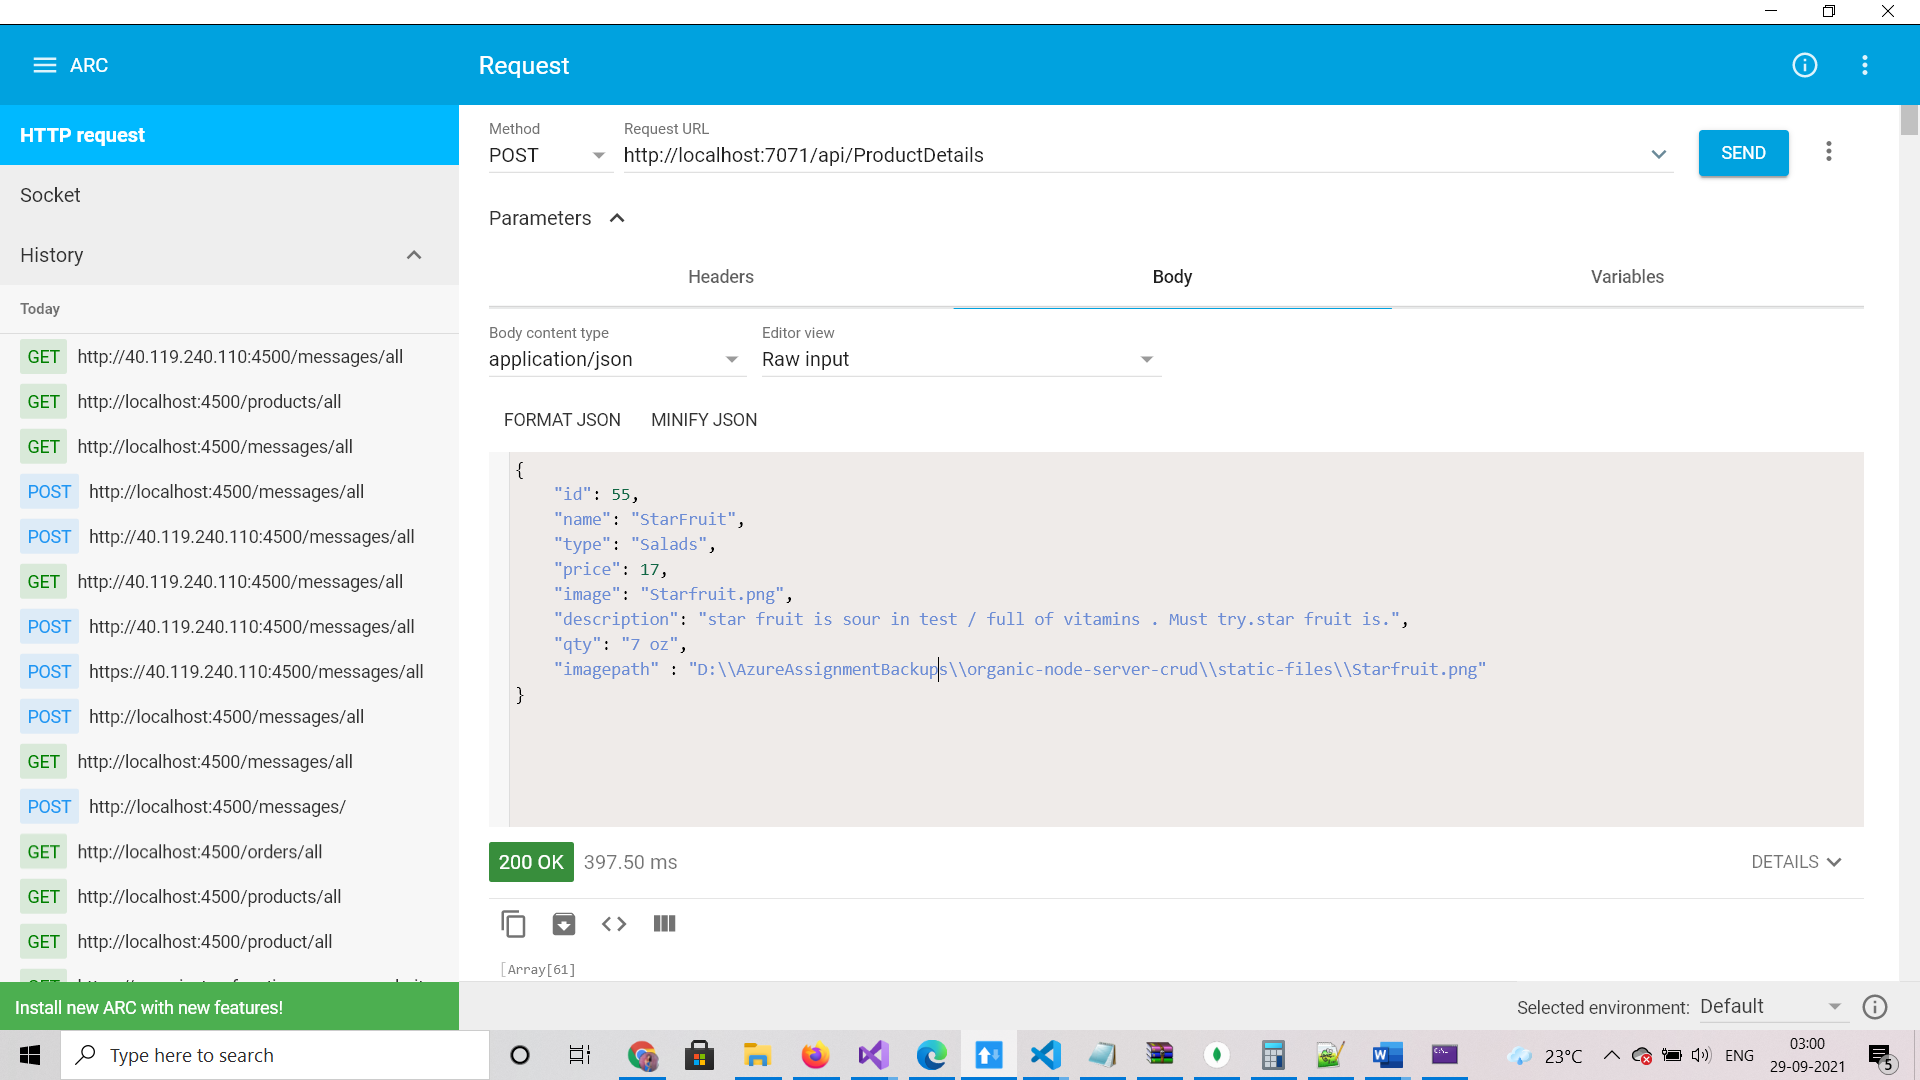 ARC
Request
HTTP request
Socket
History
Today
GET http://40.119.240.110:4500/messages/all
GET http://localhost:4500/products/all
GET http://localhost:4500/messages/all
POST http://localhost:4500/messages/all
POST http://40.119.240.110:4500/messages/all
GET http://40.119.240.110:4500/messages/all
POST http://40.119.240.110:4500/messages/all
POST https://40.119.240.110:4500/messages/all
POST http://localhost:4500/messages/all
GET http://localhost:4500/messages/all
POST http://localhost:4500/messages/
GET http://localhost:4500/orders/all
GET http://localhost:4500/products/all
GET http://localhost:4500/product/all
Install new ARC with new features!
Method
POST
Request URL
http://localhost:7071/api/ProductDetails
SEND
Parameters
Headers
Body
Variables
Body content type
application/json
Editor view
Raw input
FORMAT JSON
MINIFY JSON
{
"id": 55,
"name": "StarFruit",
"type": "Salads",
"price": 17,
"image": "Starfruit.png",
"description": "star fruit is sour in test / full of vitamins . Must try.star fruit is.",
"qty": "7 oz",
"imagepath" : "D:\\AzureAssignmentBackups\\organic-node-server-crud\\static-files\\Starfruit.png"
}
200 OK 397.50 ms
DETAILS
[Array[61]
Selected environment: Default
Type here to search
23°C
ENG
03:00
29-09-2021
5